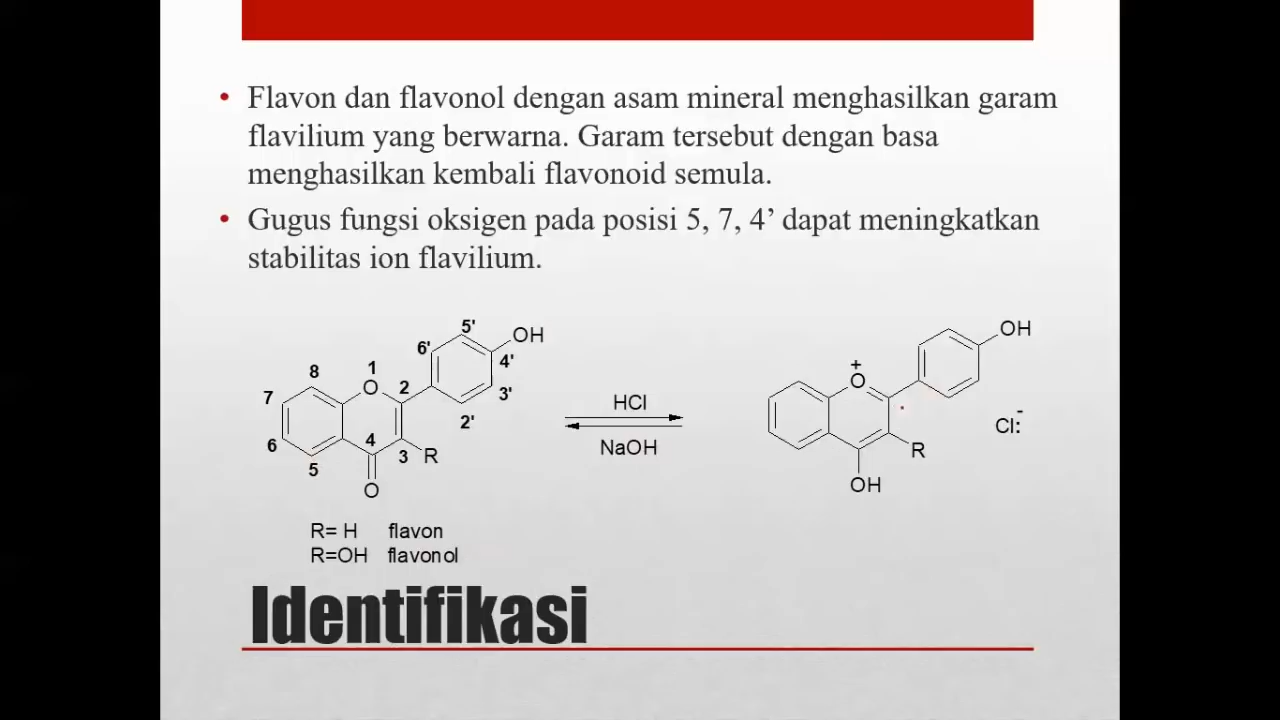 • Flavon dan flavonol dengan asam mineral menghasilkan garam
flavilium yang berwarna. Garam tersebut dengan basa
menghasilkan kembali flavonoid semula.
• Gugus fungsi oksigen pada posisi 5, 7, 4’ dapat meningkatkan
stabilitas ion flavilium.
5'
OH
6'
4'
8
1
O
2
3'
7
2'
6
4
5
3
R
O
HCl
NaOH
OH
+
O
R
OH
Cl:-
R= H flavon
R=OH flavonol
Identifikasi